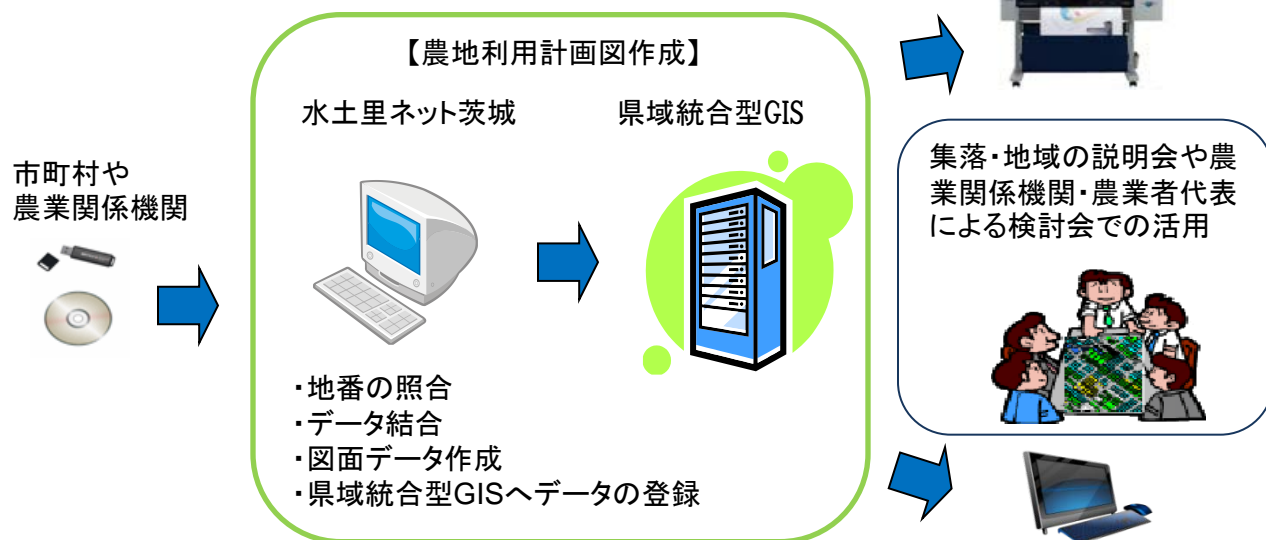 【農地利用計画図作成】
水土里ネット茨城
県域統合型GIS
市町村や
農業関係機関
・地番の照合
・データ結合
・図面データ作成
・県域統合型GISへデータの登録
集落・地域の説明会や農
業関係機関・農業者代表
による検討会での活用